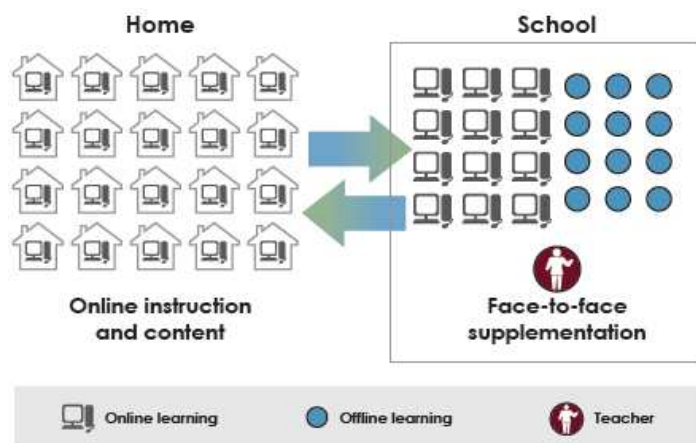 Home
School
Online instruction
and content
Face-to-face
supplementation
Online learning
Offline learning
Teacher